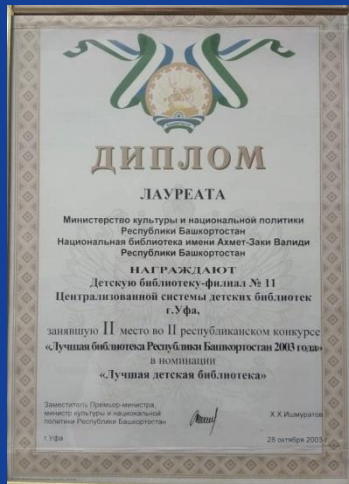 ДИПЛОМ
ЛАУРЕАТА
Министерство культуры и национальной политики
Республики Башкортостан
Национальная библиотека имени Ахмет-Заки Валиди
Республики Башкортостан
НАГРАЖДАЮТ
Детскую библиотеку-филиал № 11
Централизованной системы детских библиотек
г.Уфа,
занявшую II место во II республиканском конкурсе
«Лучшая библиотека Республики Башкортостан 2003 года»
в номинации
«Лучшая детская библиотека»
Заместитель Премьер-министра,
министр культуры и национальной
политики Республики Башкортостан
Х.Х.Ишмуратов
г.Уфа
28 октября 2003